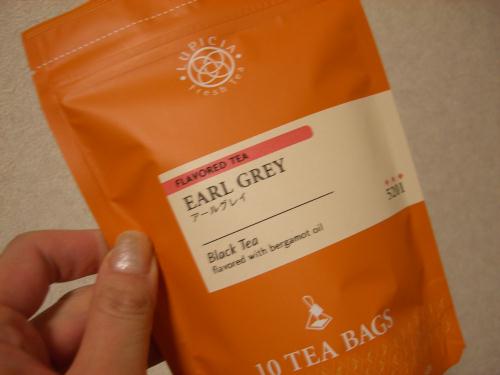 LUPICIA
Fresh Tea
FLAVORED TEA
EARL GREY
アールグレイ
5201
Black Tea
flavored with bergamot oil
10 TEA BAGS